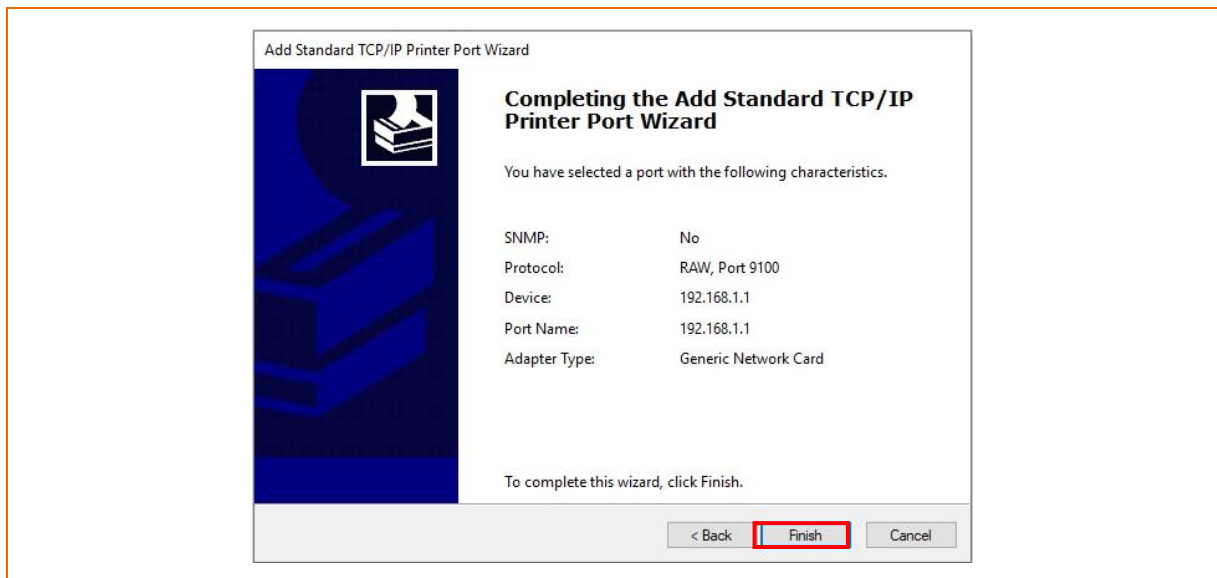 Add Standard TCP/IP Printer Port Wizard
Completing the Add Standard TCP/IP
Printer Port Wizard
You have selected a port with the following characteristics.
SNMP: No
Protocol: RAW, Port 9100
Device: 192.168.1.1
Port Name: 192.168.1.1
Adapter Type: Generic Network Card
To complete this wizard, click Finish.
< Back Finish Cancel